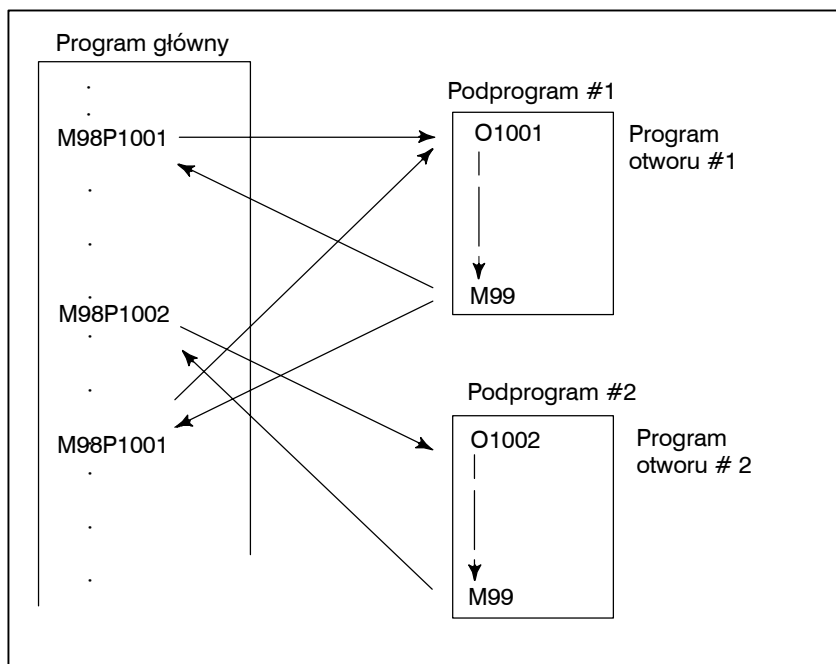 Program główny
M98P1001
M98P1002
M98P1001
Podprogram #1
O1001
M99
Program
otworu #1
Podprogram #2
O1002
M99
Program
otworu # 2